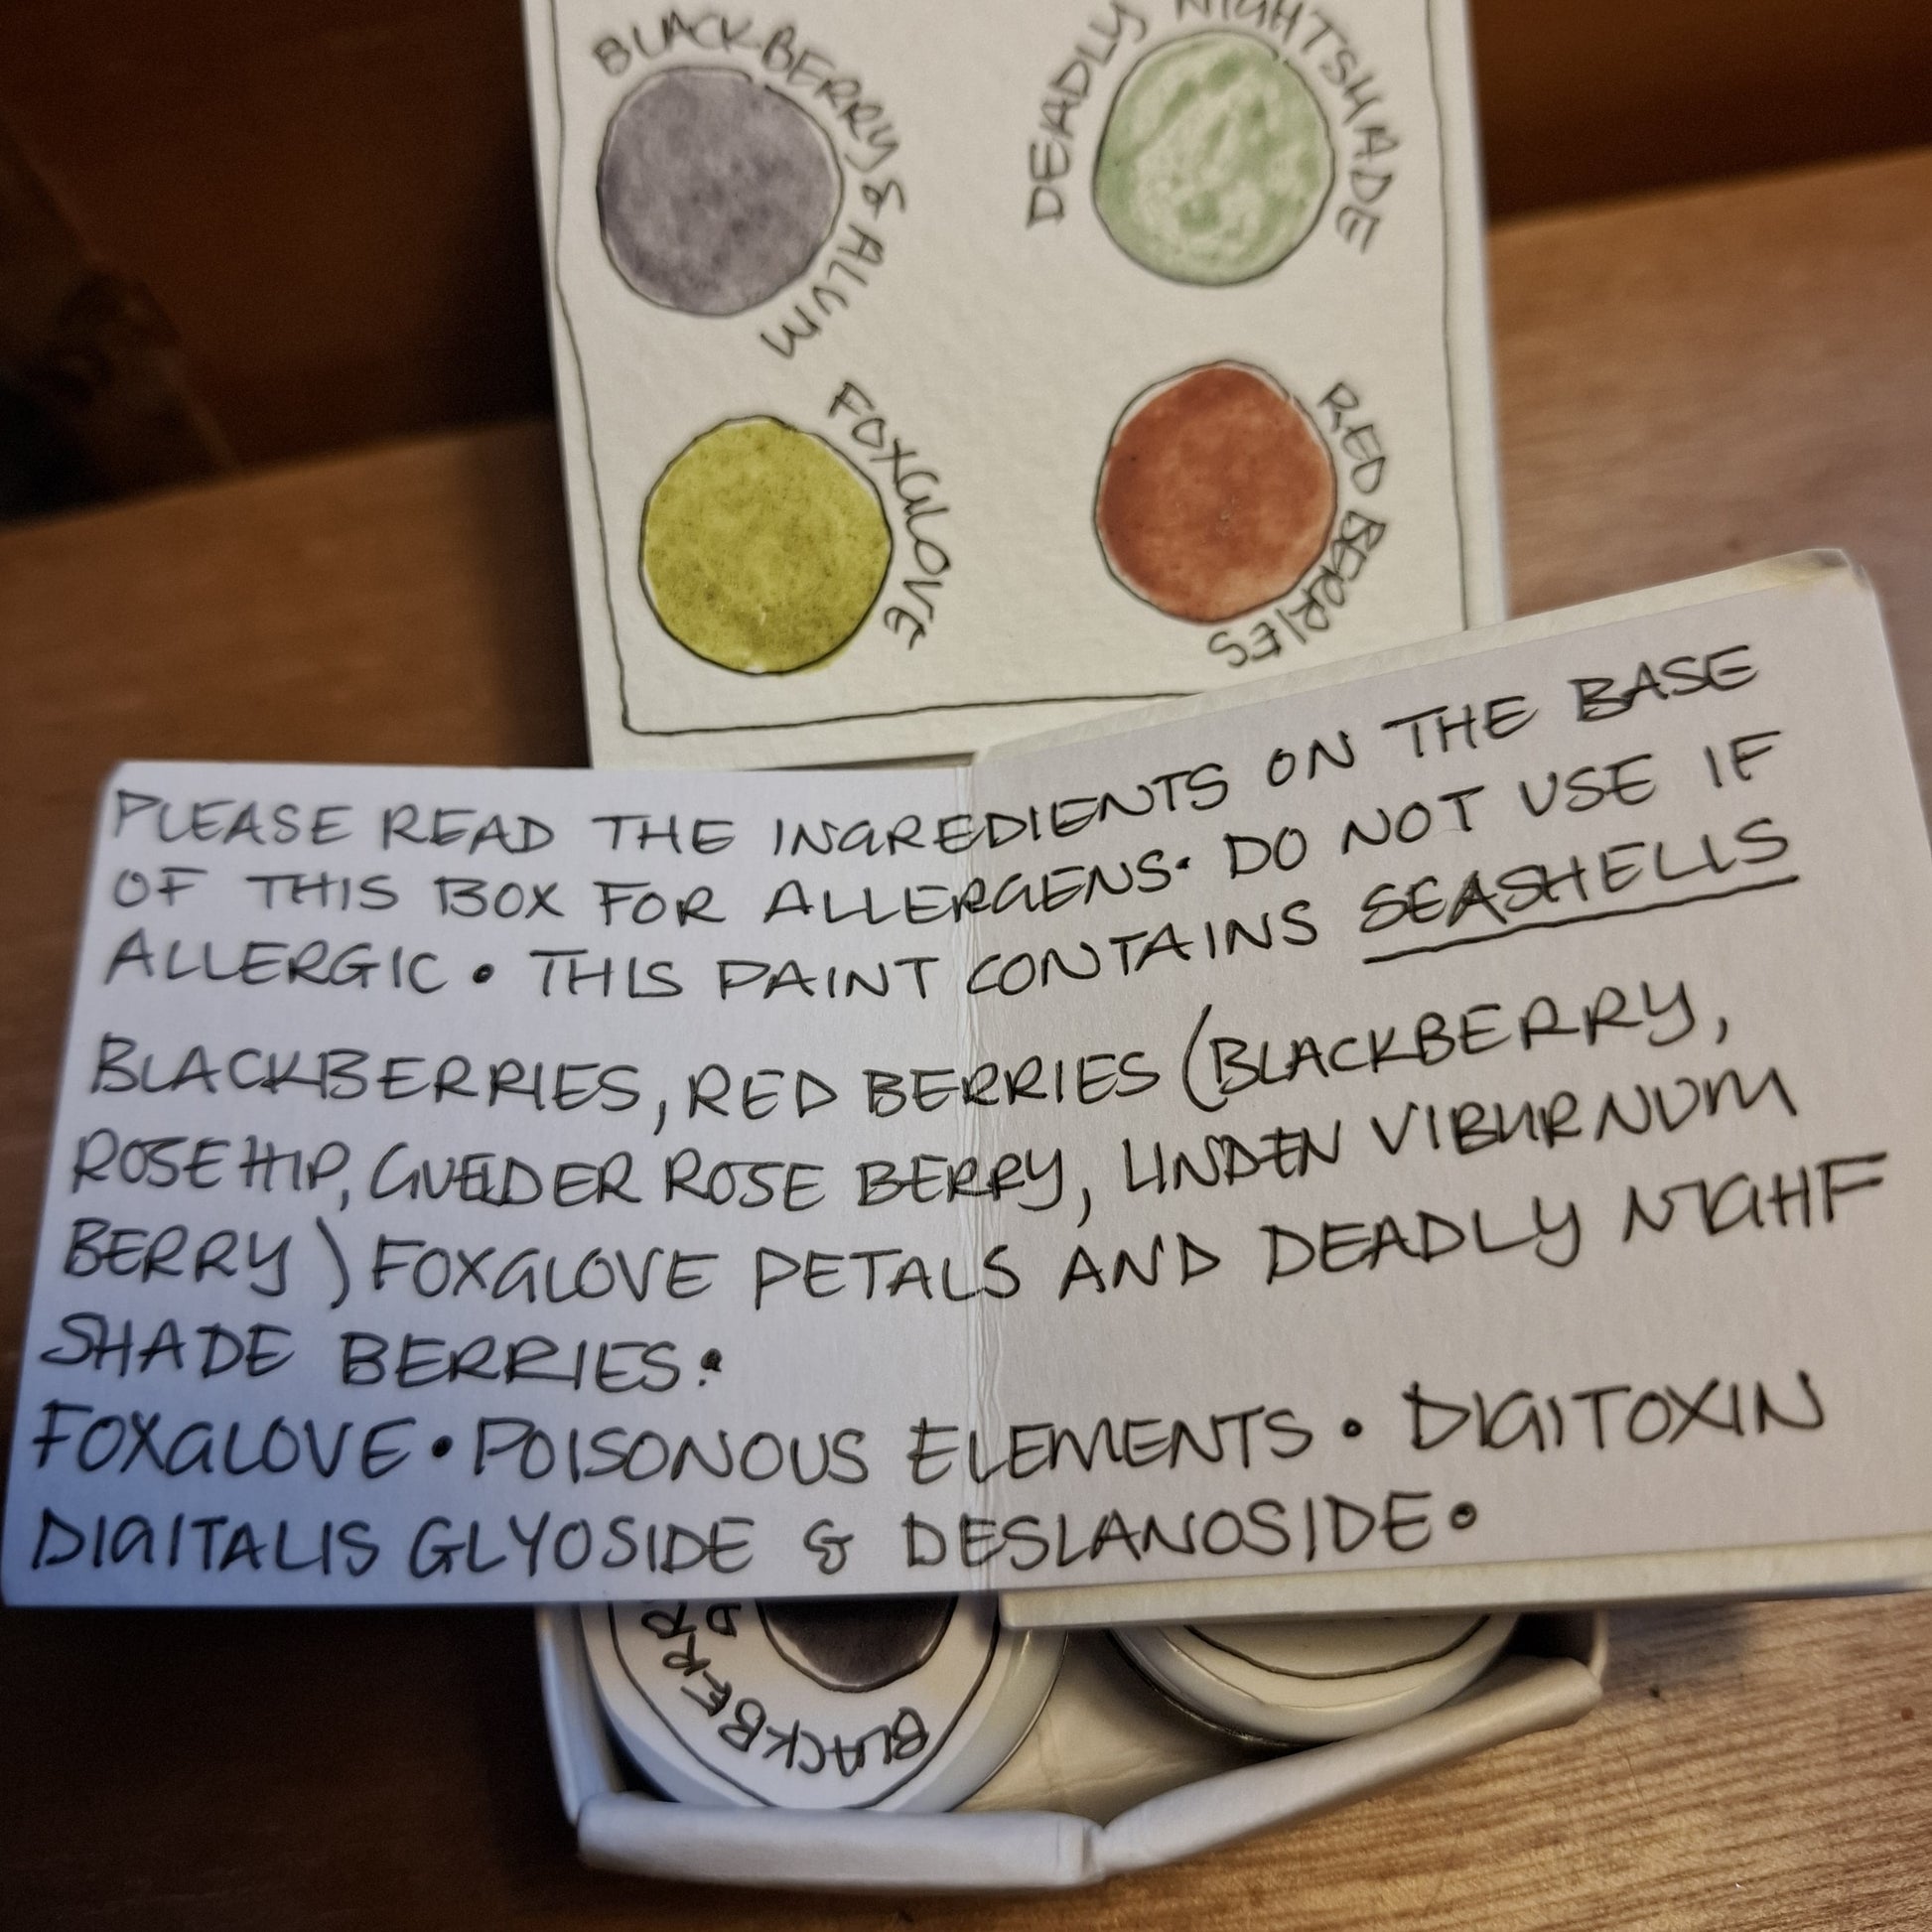 BLACKBERRY & ALUM
DEADLY NIGHTSHADE
FOXGLOVE
RED BERRIES
PLEASE READ THE INGREDIENTS ON THE BASE
OF THIS BOX FOR ALLERGENS. DO NOT USE IF
ALLERGIC • THIS PAINT CONTAINS SEASHELLS
BLACKBERRIES, RED BERRIES (BLACKBERRY,
ROSEHIP, GUELDER ROSE BERRY, LINDEN VIBURNUM
BERRY) FOXGLOVE PETALS AND DEADLY NIGHT
SHADE BERRIES.
FOXGLOVE • POISONOUS ELEMENTS • DIGITOXIN
DIGITALIS GLYOSIDE & DESLANOSIDE•